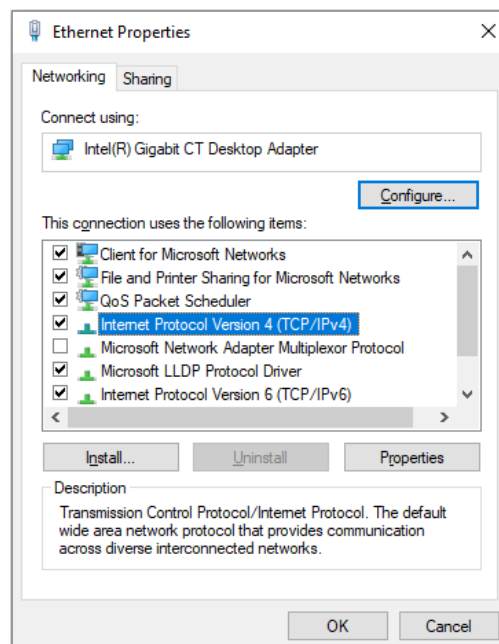 Ethernet Properties
Networking
Sharing
Connect using:
Intel(R) Gigabit CT Desktop Adapter
Configure...
This connection uses the following items:
Client for Microsoft Networks
File and Printer Sharing for Microsoft Networks
QoS Packet Scheduler
Internet Protocol Version 4 (TCP/IPv4)
Microsoft Network Adapter Multiplexor Protocol
Microsoft LLDP Protocol Driver
Internet Protocol Version 6 (TCP/IPv6)
Install...
Uninstall
Properties
Description
Transmission Control Protocol/Internet Protocol. The default
wide area network protocol that provides communication
across diverse interconnected networks.
OK
Cancel